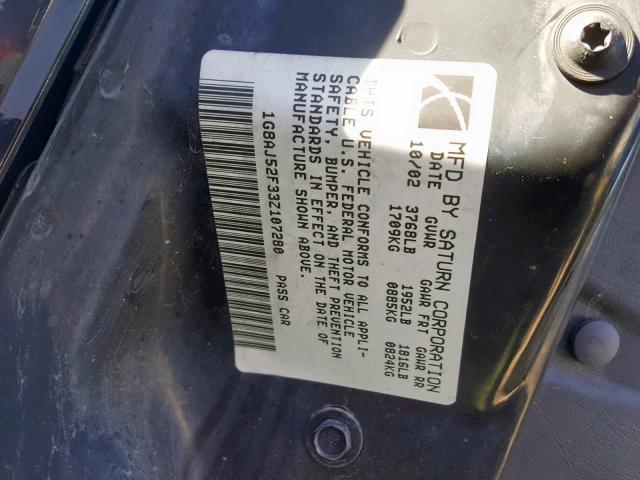 MFD BY SATURN CORPORATION
DATE GVWR GAWR FRT GAWR RR
10/02 3768LB 1952LB 1816LB
1709KG 0885KG 0824KG
THIS VEHICLE CONFORMS TO ALL APPLI-
CABLE U.S. FEDERAL MOTOR VEHICLE
SAFETY, BUMPER, AND THEFT PREVENTION
STANDARDS IN EFFECT ON THE DATE OF
MANUFACTURE SHOWN ABOVE.
1G8AJ52F33Z107280 PASS CAR